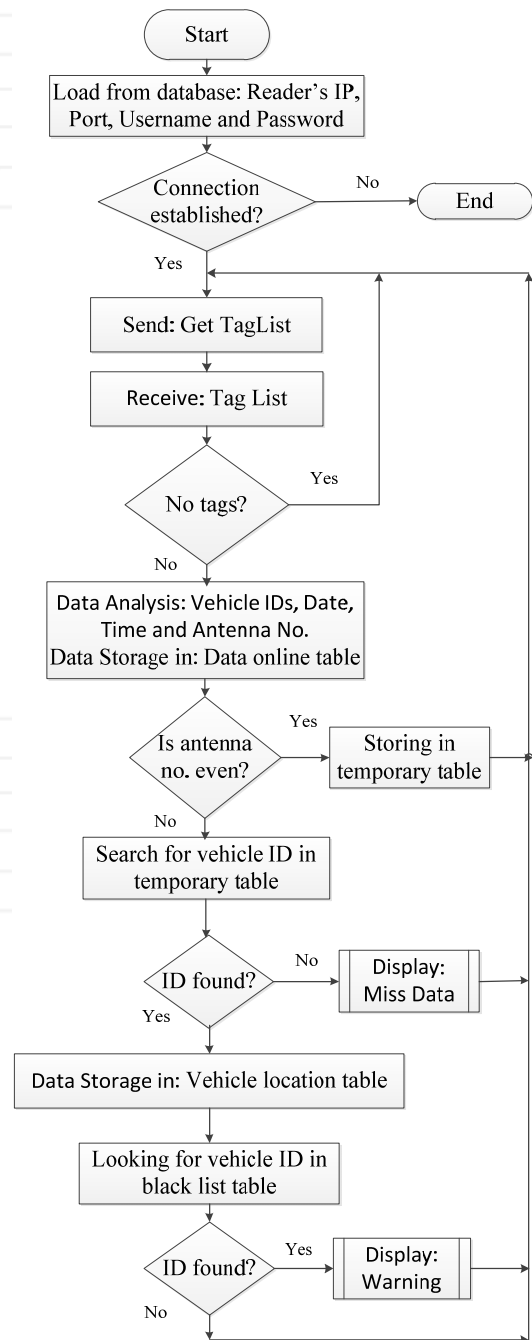 Start
Load from database: Reader's IP,
Port, Username and Password
Connection
established?
No
End
Yes
Send: Get TagList
Receive: Tag List
No tags?
Yes
No
Data Analysis: Vehicle IDs, Date,
Time and Antenna No.
Data Storage in: Data online table
Is antenna
no. even?
Yes
Storing in
temporary table
No
Search for vehicle ID in
temporary table
ID found?
No
Display:
Miss Data
Yes
Data Storage in: Vehicle location table
Looking for vehicle ID in
black list table
ID found?
Yes
Display:
Warning
No